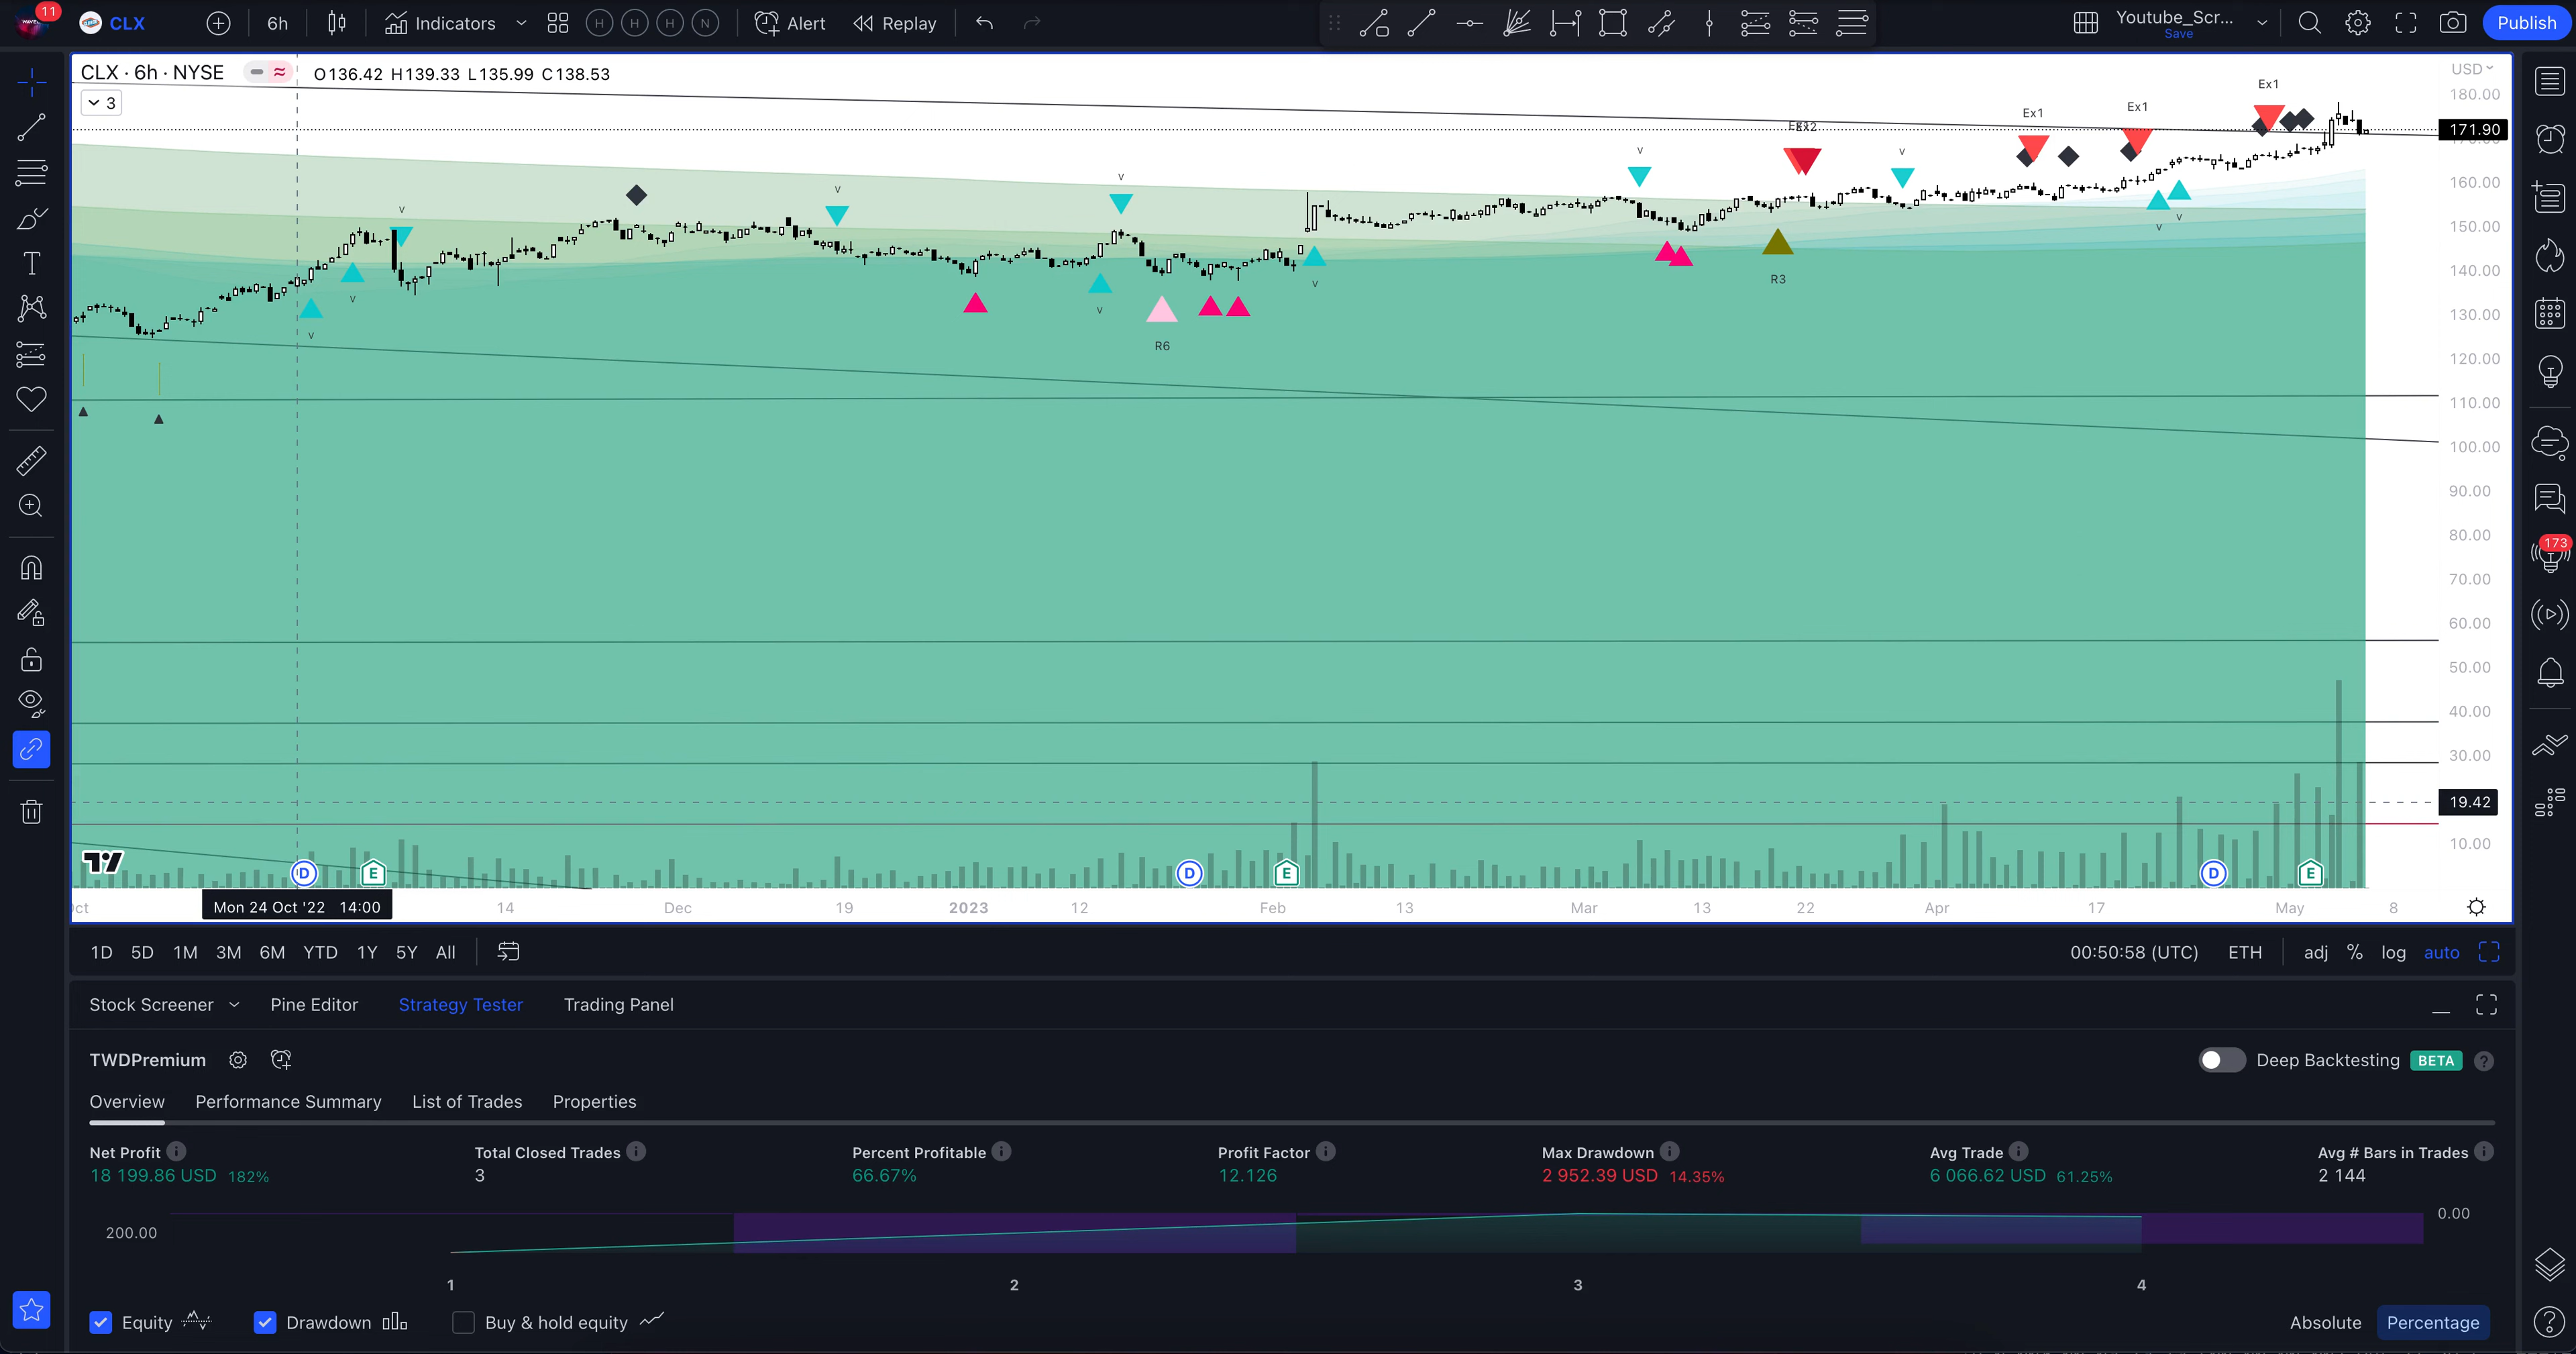 11
CLX
6h
Indicators
H
H
H
N
Alert
Replay
Youtube_Scr...
Save
Publish
CLX · 6h · NYSE
O136.42 H139.33 L135.99 C138.53
3
USD
180.00
171.90
160.00
150.00
140.00
130.00
120.00
110.00
100.00
90.00
80.00
70.00
60.00
50.00
40.00
30.00
19.42
10.00
v
v
v
v
v
v
R6
v
v
R3
v
Ex1
Ex1
v
v
Ex1
173
D
E
D
E
D
E
Mon 24 Oct '22 14:00
14
Dec
19
2023
12
Feb
13
Mar
13
22
Apr
17
May
8
1D 5D 1M 3M 6M YTD 1Y 5Y All
00:50:58 (UTC) ETH adj % log auto
Stock Screener Pine Editor Strategy Tester Trading Panel
TWDPremium
Deep Backtesting BETA ?
Overview Performance Summary List of Trades Properties
Net Profit
18 199.86 USD 182%
Total Closed Trades
3
Percent Profitable
66.67%
Profit Factor
12.126
Max Drawdown
2 952.39 USD 14.35%
Avg Trade
6 066.62 USD 61.25%
Avg # Bars in Trades
2 144
200.00
0.00
1 2 3 4
Equity
Drawdown
Buy & hold equity
Absolute Percentage